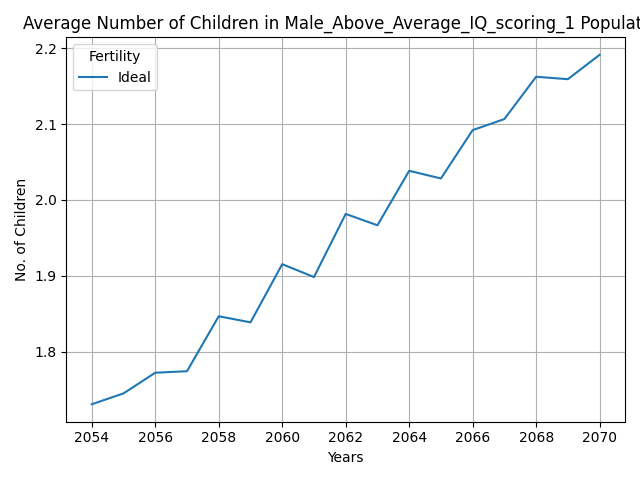 Average Number of Children in Male_Above_Average_IQ_scoring_1 Populat
Fertility
Ideal
2.2
2.1
2.0
1.9
1.8
No. of Children
2054 2056 2058 2060 2062 2064 2066 2068 2070
Years